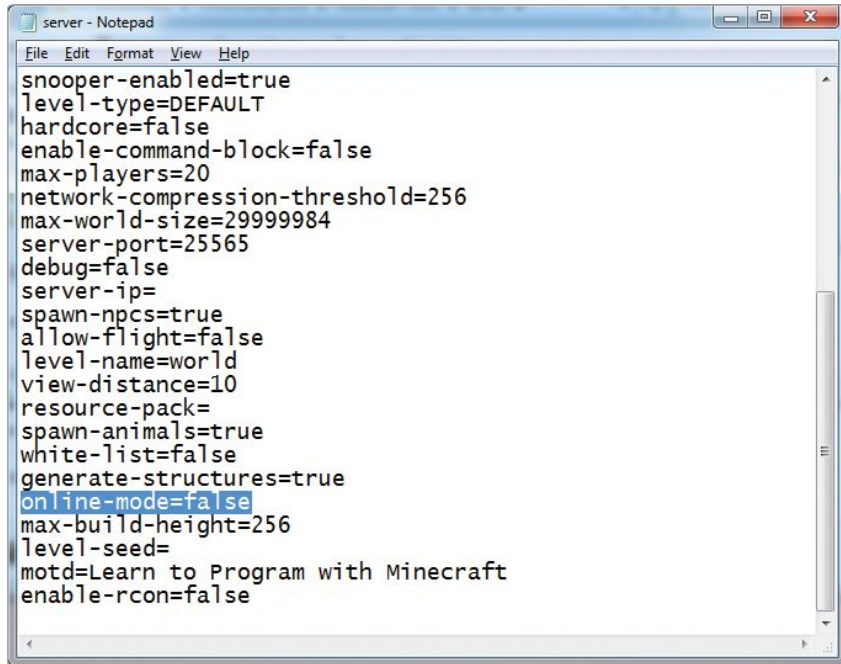 server - Notepad
File Edit Format View Help
snooper-enabled=true
level-type=DEFAULT
hardcore=false
enable-command-block=false
max-players=20
network-compression-threshold=256
max-world-size=29999984
server-port=25565
debug=false
server-ip=
spawn-npcs=true
allow-flight=false
level-name=world
view-distance=10
resource-pack=
spawn-animals=true
white-list=false
generate-structures=true
online-mode=false
max-build-height=256
level-seed=
motd=Learn to Program with Minecraft
enable-rcon=false